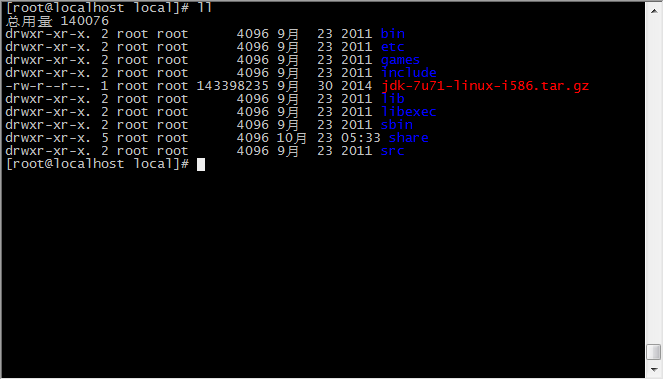 [root@localhost local]# ll
总用量 140076
drwxr-xr-x. 2 root root      4096 9月  23 2011 bin
drwxr-xr-x. 2 root root      4096 9月  23 2011 etc
drwxr-xr-x. 2 root root      4096 9月  23 2011 games
drwxr-xr-x. 2 root root      4096 9月  23 2011 include
-rw-r--r--. 1 root root 143398235 9月  30 2014 jdk-7u71-linux-i586.tar.gz
drwxr-xr-x. 2 root root      4096 9月  23 2011 lib
drwxr-xr-x. 2 root root      4096 9月  23 2011 libexec
drwxr-xr-x. 2 root root      4096 9月  23 2011 sbin
drwxr-xr-x. 5 root root      4096 10月 23 05:33 share
drwxr-xr-x. 2 root root      4096 9月  23 2011 src
[root@localhost local]#